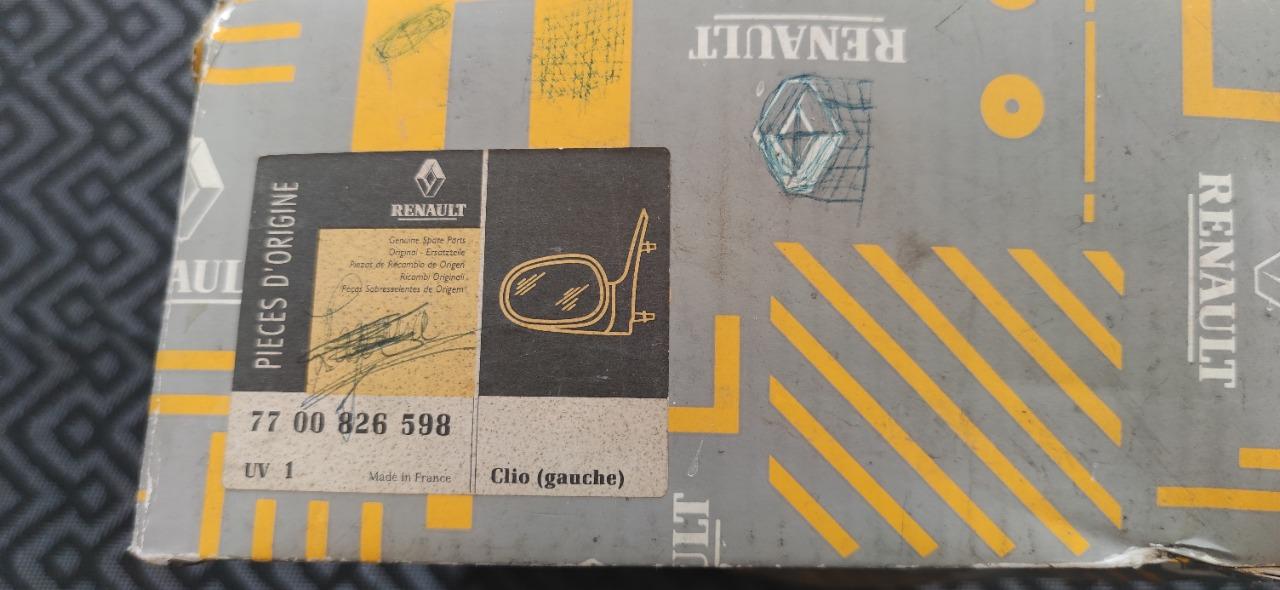 RENAULT
AUL
RENAULT
PIECES D'ORIGINE
RENAULT
Genuine Spare Parts
Original - Ersatzteile
Piezas de Recambio de Origen
Ricambi Originali
Peças Sobresselentes de Origem
77 00 826 598
UV 1
Made in France
Clio (gauche)
ULT